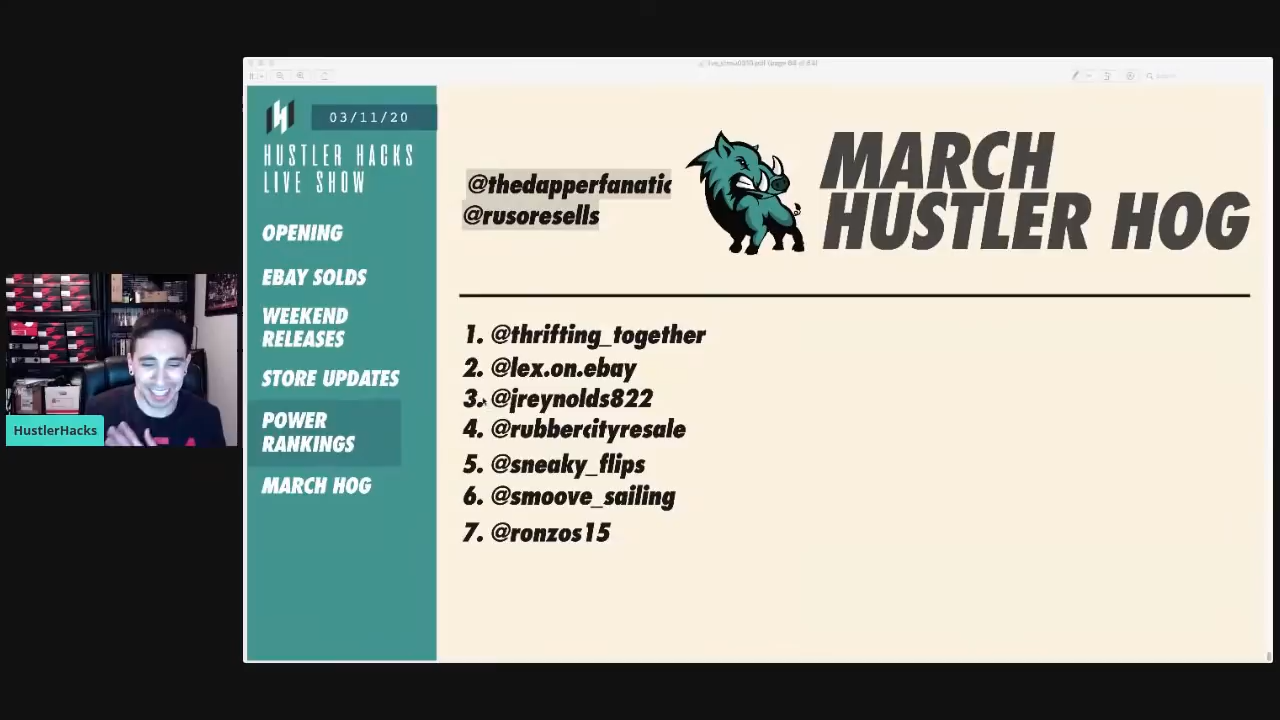 03/11/20
HUSTLER HACKS
LIVE SHOW
OPENING
EBAY SOLDS
WEEKEND
RELEASES
STORE UPDATES
POWER
RANKINGS
MARCH HOG
@thedapperfanatic
@rusoresells
MARCH
HUSTLER HOG
1. @thrifting_together
2. @lex.on.ebay
3. @jreynolds822
4. @rubbercityresale
5. @sneaky_flips
6. @smoove_sailing
7. @ronzos15
HustlerHacks